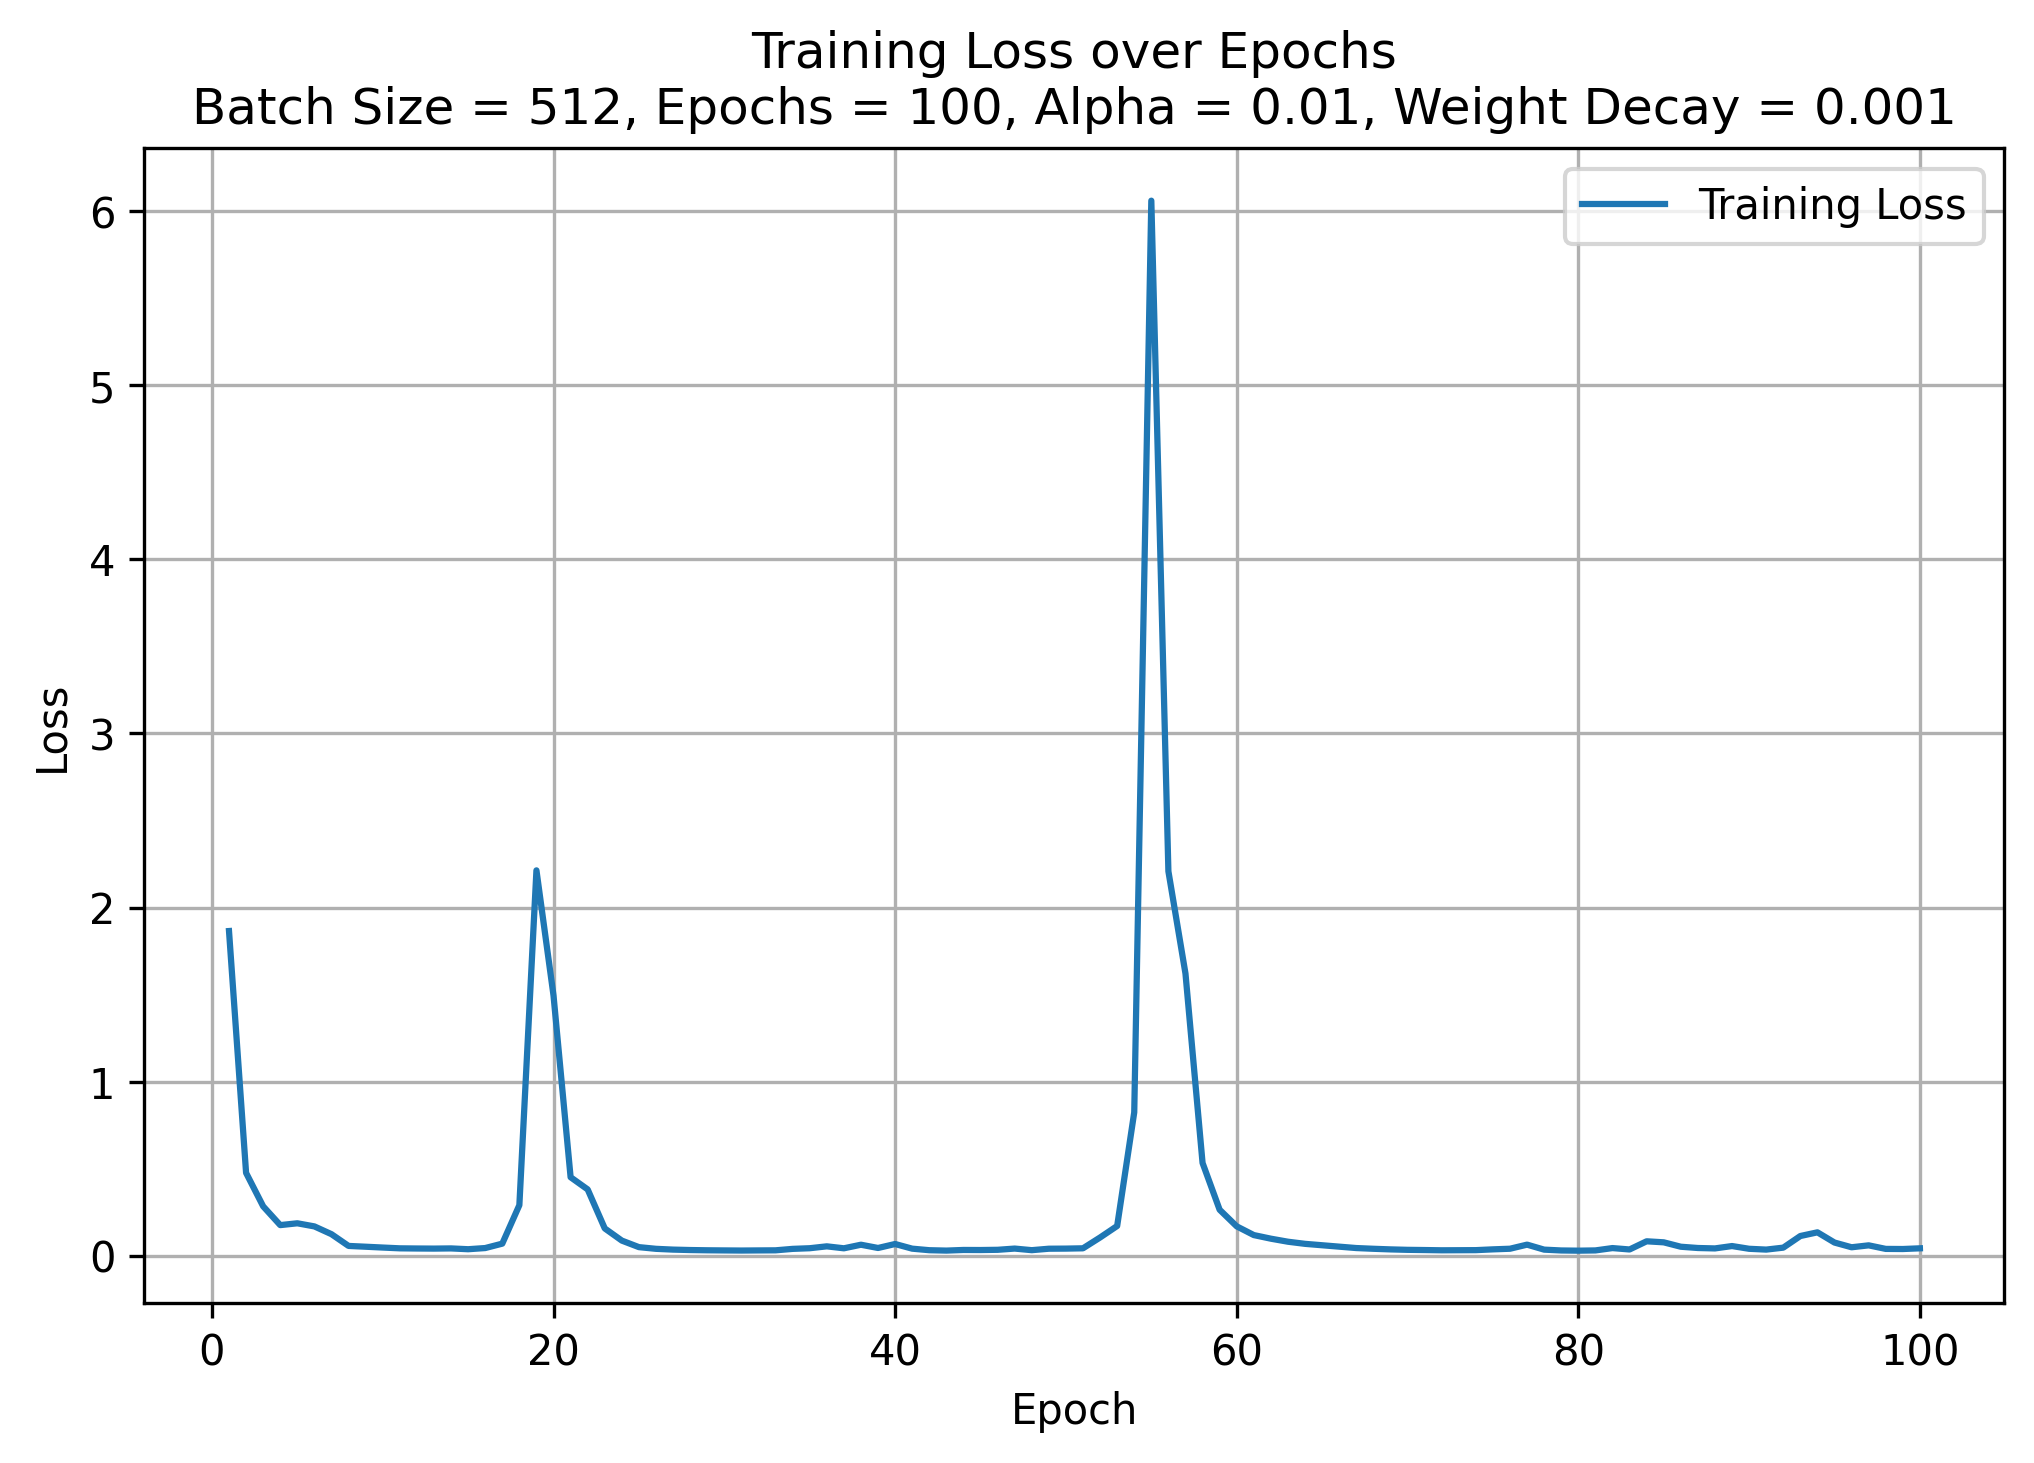 Training Loss over Epochs
Batch Size = 512, Epochs = 100, Alpha = 0.01, Weight Decay = 0.001
Training Loss
6
5
4
3
2
1
0
Loss
0 20 40 60 80 100
Epoch